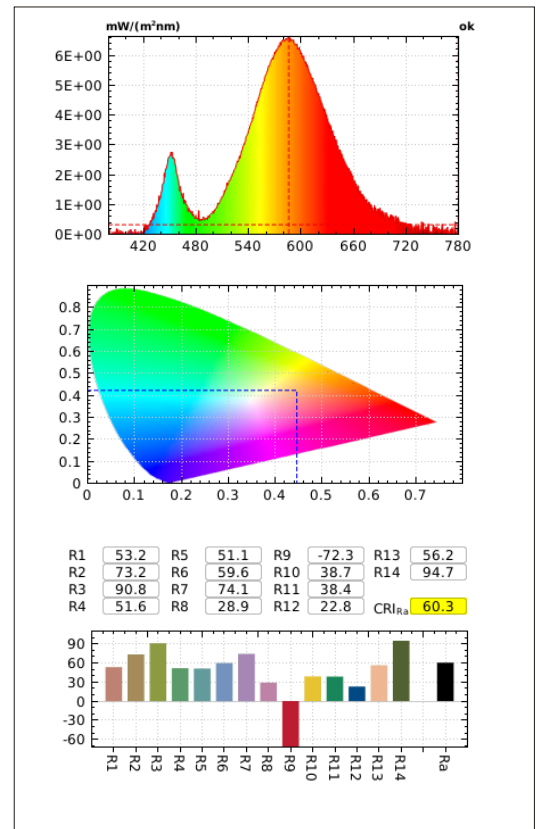 mW/(m²nm) ok
6E+00
5E+00
4E+00
3E+00
2E+00
1E+00
0E+00
420 480 540 600 660 720 780
0.8
0.7
0.6
0.5
0.4
0.3
0.2
0.1
0
0 0.1 0.2 0.3 0.4 0.5 0.6 0.7
R1 53.2 R5 51.1 R9 -72.3 R13 56.2
R2 73.2 R6 59.6 R10 38.7 R14 94.7
R3 90.8 R7 74.1 R11 38.4
R4 51.6 R8 28.9 R12 22.8 CRIRa 60.3
90
60
30
0
-30
-60
R1 R2 R3 R4 R5 R6 R7 R8 R9 R10 R11 R12 R13 R14 Ra